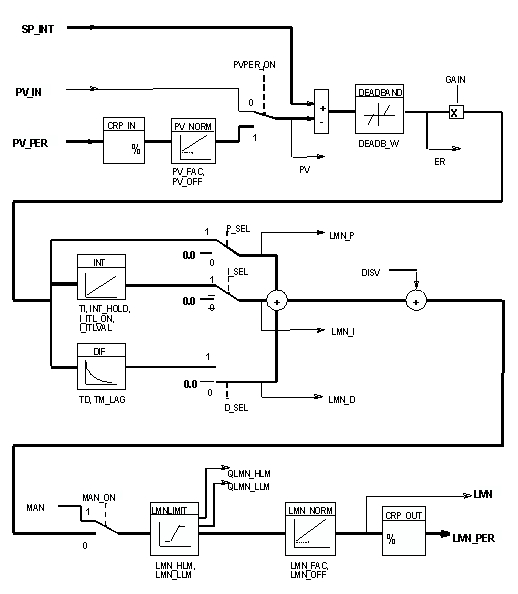 SP_INT
PVPER_ON
GAIN
PV_IN
0
DEADBAND
+
X
CRP_IN
PV_NORM
-
PV_PER
%
1
DEADB_W
PV
ER
PV_FAC,
PV_OFF
1
P_SEL
LMN_P
0.0
0
INT
1
I_SEL
DISV
0.0
0
+
+
TI, INT_HOLD,
I_ITL_ON,
I_ITLVAL
LMN_I
DIF
1
0.0
0
TD, TM_LAG
D_SEL
LMN_D
QLMN_HLM
QLMN_LLM
MAN
MAN_ON
1
LMNLIMIT
LMN_NORM
LMN
CRP_OUT
0
%
LMN_PER
LMN_HLM,
LMN_LLM
LMN_FAC,
LMN_OFF